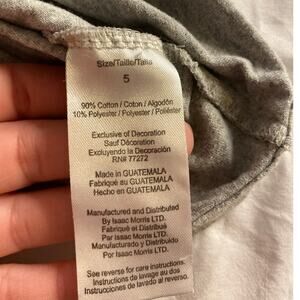 Size/Taille/Talla
5
90% Cotton / Coton / Algodón
10% Polyester / Polyester / Poliéster
Exclusive of Decoration
Sauf Décoration
Excluyendo la Decoración
RN# 77272
Made in GUATEMALA
Fabriqué au GUATEMALA
Hecho en GUATEMALA
Manufactured and Distributed
By Isaac Morris LTD.
Fabriqué et Distribué
Par Isaac Morris LTD.
Manufacturado y Distribuido
Por Isaac Morris LTD.
See reverse for care instructions.
Instructions de lavage au dos
Instrucciones de lavado al dorso